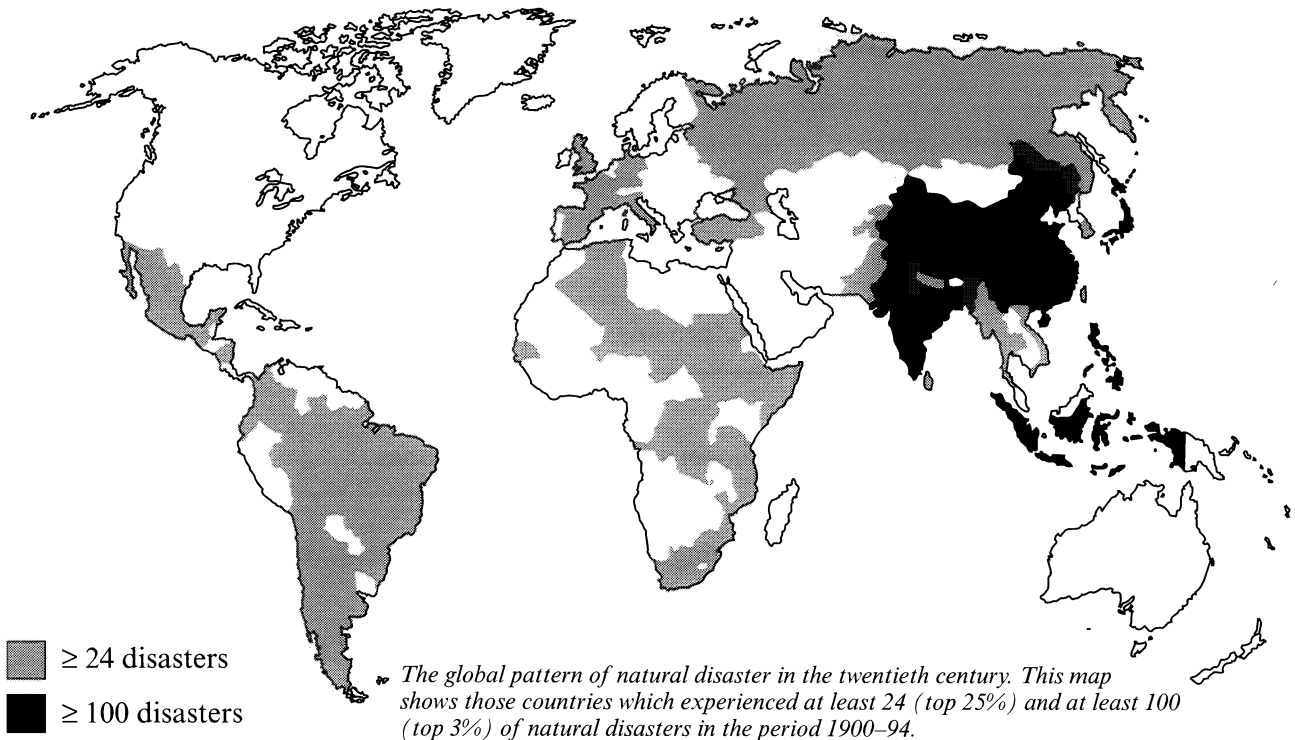 ≥ 24 disasters
≥ 100 disasters
The global pattern of natural disaster in the twentieth century. This map
shows those countries which experienced at least 24 (top 25%) and at least 100
(top 3%) of natural disasters in the period 1900–94.